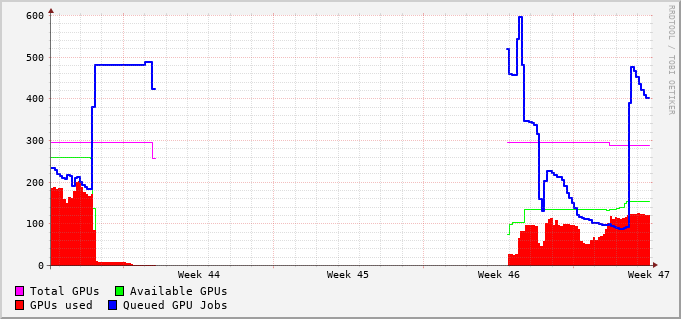 600
500
400
300
200
100
0
Week 44 Week 45 Week 46 Week 47
Total GPUs Available GPUs
GPUs used Queued GPU Jobs
RRDTOOL / TOBI OETIKER